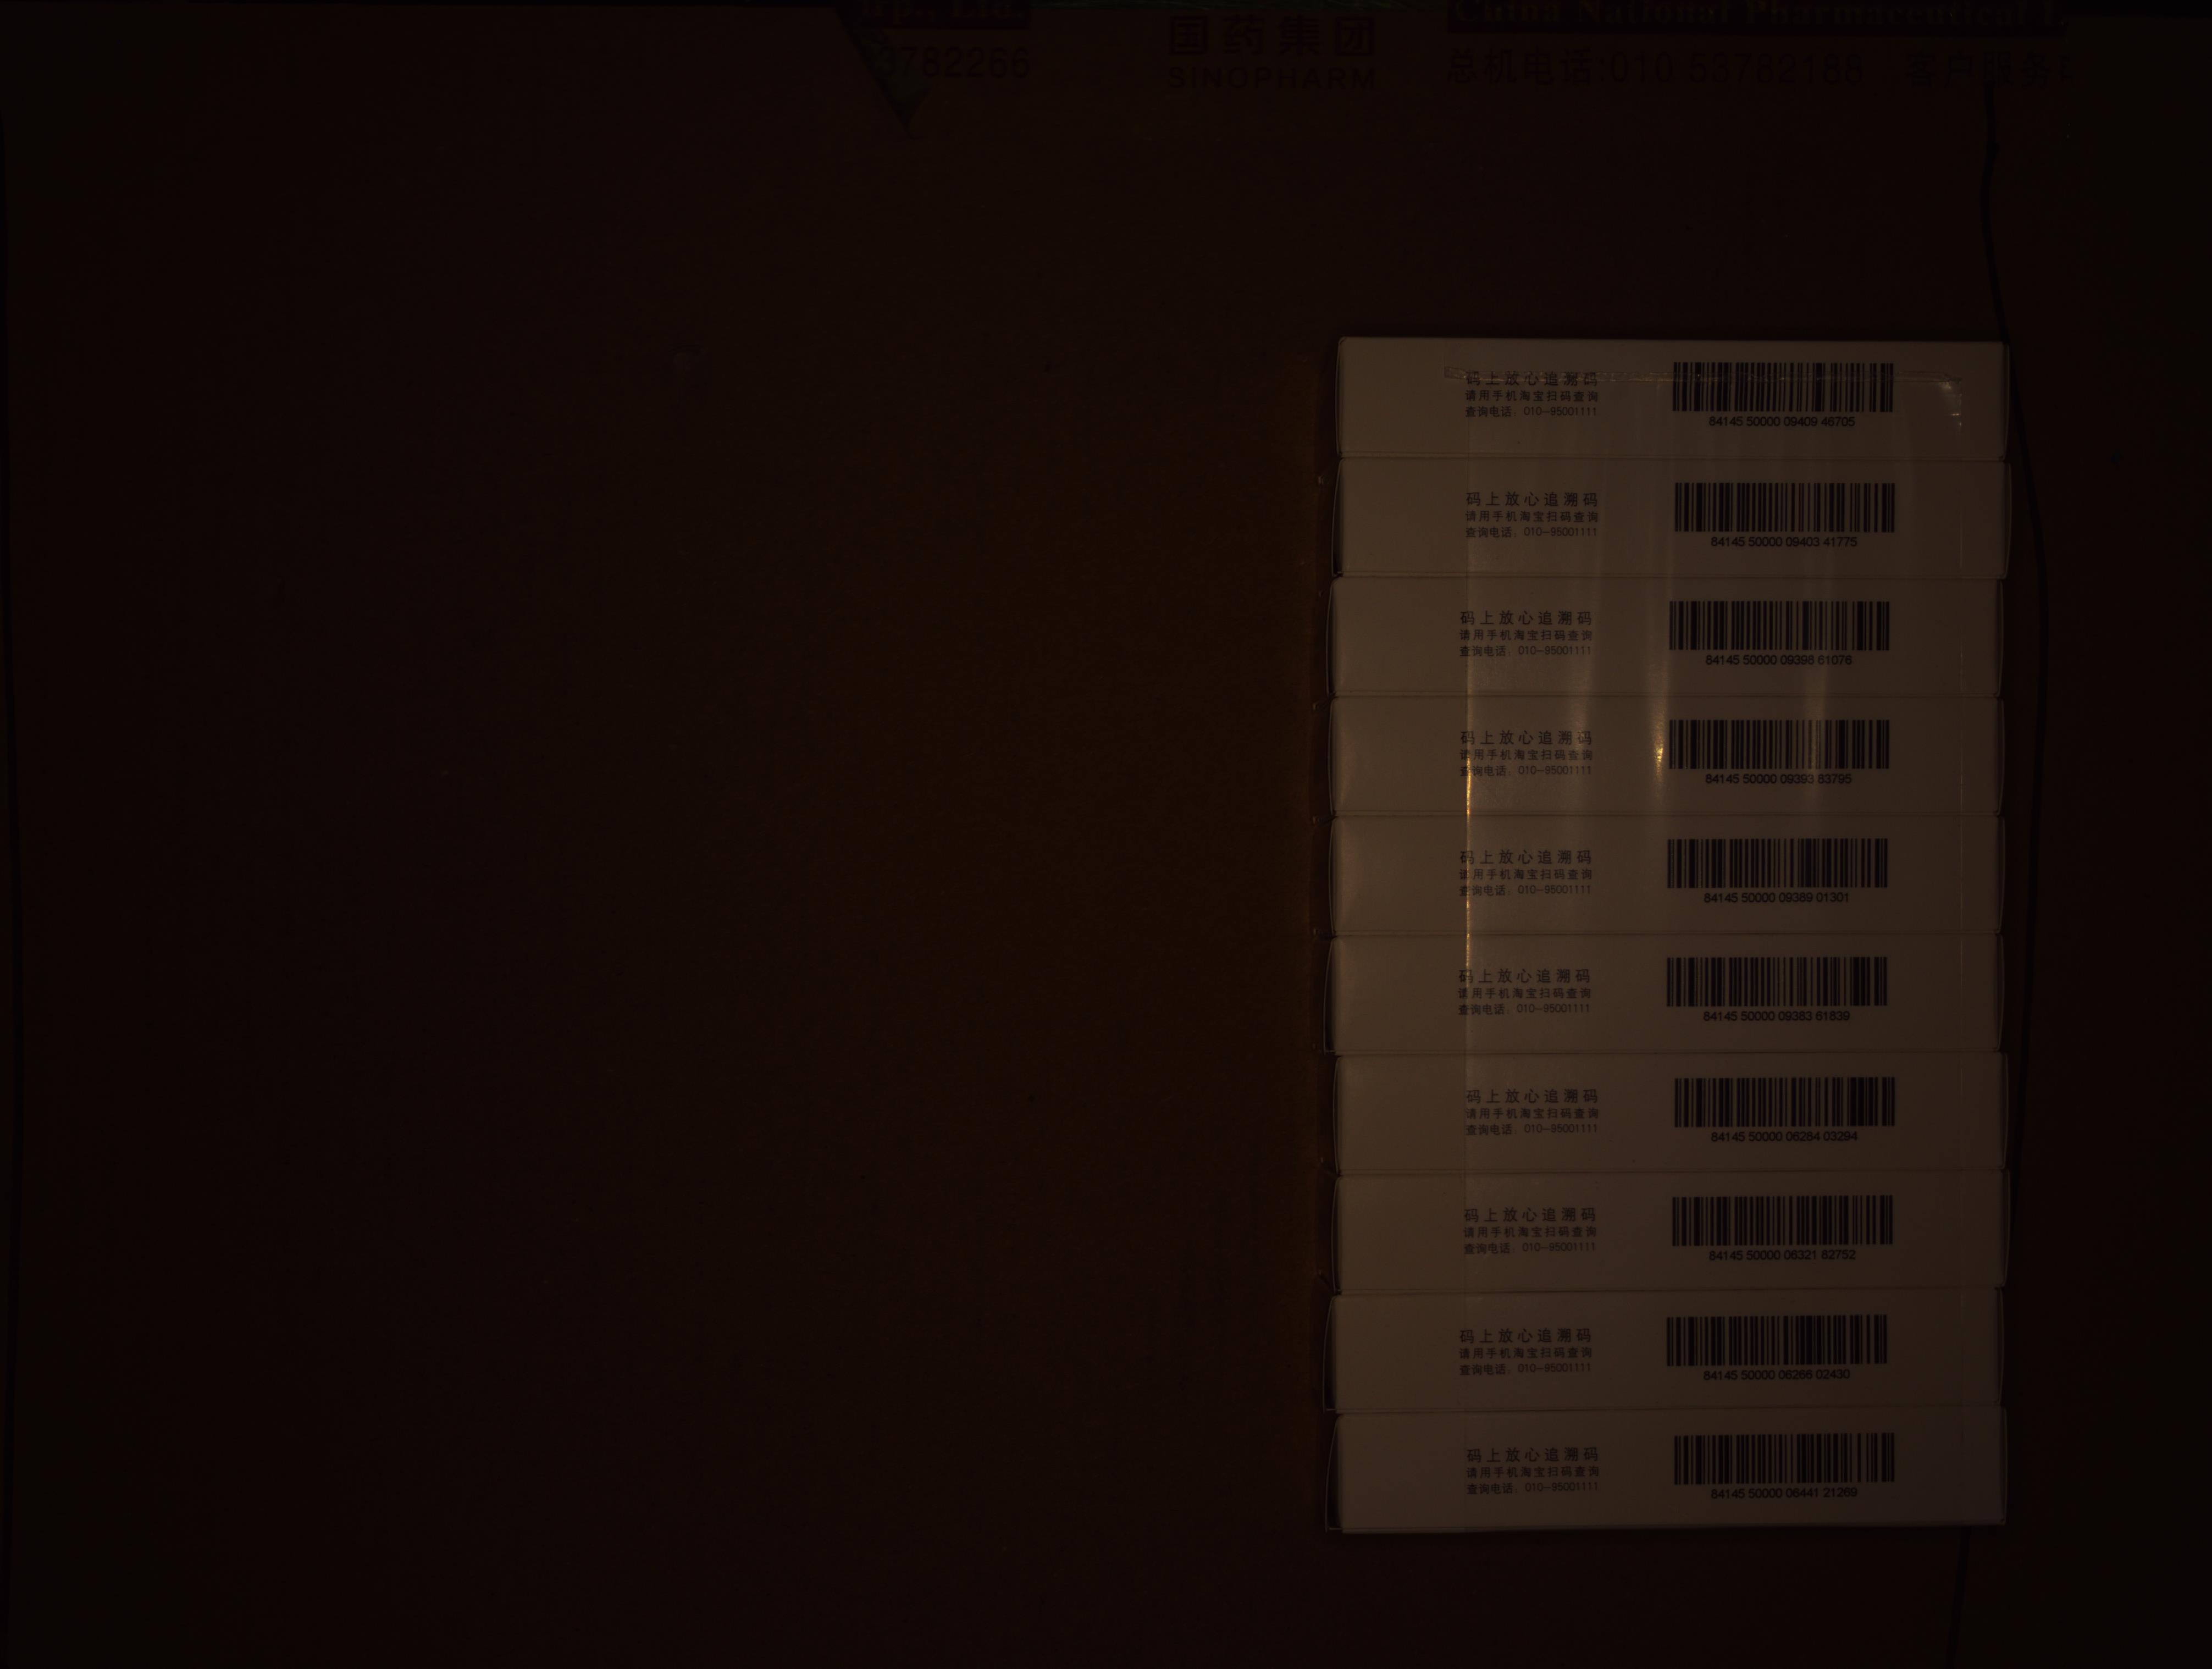 rp., Ltd.
3782266
国药集团
SINOPHARM
China National Pharmaceutical
总机电话:010 53782188 客户服务
码上放心追溯码
请用手机淘宝扫码查询
查询电话：010-95001111
84145 50000 09409 46705
码上放心追溯码
请用手机淘宝扫码查询
查询电话：010-95001111
84145 50000 09403 41775
码上放心追溯码
请用手机淘宝扫码查询
查询电话：010-95001111
84145 50000 09398 61076
码上放心追溯码
请用手机淘宝扫码查询
查询电话：010-95001111
84145 50000 09393 83795
码上放心追溯码
请用手机淘宝扫码查询
查询电话：010-95001111
84145 50000 09389 01301
码上放心追溯码
请用手机淘宝扫码查询
查询电话：010-95001111
84145 50000 09383 61839
码上放心追溯码
请用手机淘宝扫码查询
查询电话：010-95001111
84145 50000 06284 03294
码上放心追溯码
请用手机淘宝扫码查询
查询电话：010-95001111
84145 50000 06321 82752
码上放心追溯码
请用手机淘宝扫码查询
查询电话：010-95001111
84145 50000 06266 02430
码上放心追溯码
请用手机淘宝扫码查询
查询电话：010-95001111
84145 50000 06441 21269